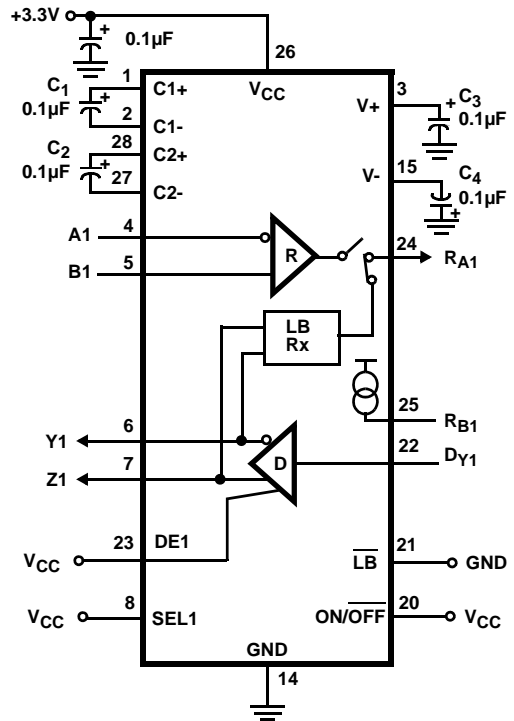 +3.3V
0.1µF
26
VCC
C1
0.1µF
1
C1+
2
C1-
C2
0.1µF
28
C2+
27
C2-
3
V+
C3
0.1µF
15
V-
C4
0.1µF
A1
4
B1
5
R
24
RA1
LB
Rx
25
RB1
Y1
6
Z1
7
D
22
DY1
VCC
23
DE1
21
LB
GND
VCC
8
SEL1
20
ON/OFF
VCC
GND
14
+
+
+
+
+